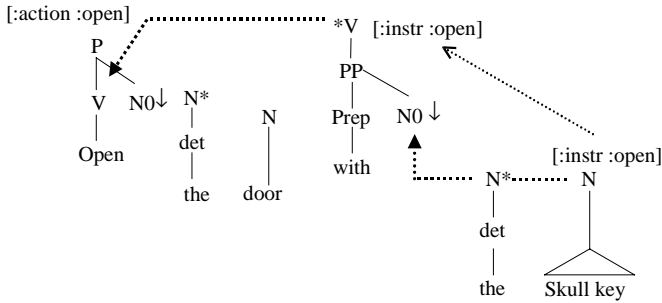 [:action :open]
*V [:instr :open]
P
PP
V N0↓ N* N Prep N0 ↓
Open det with [:instr :open]
the door N* N
det
the Skull key